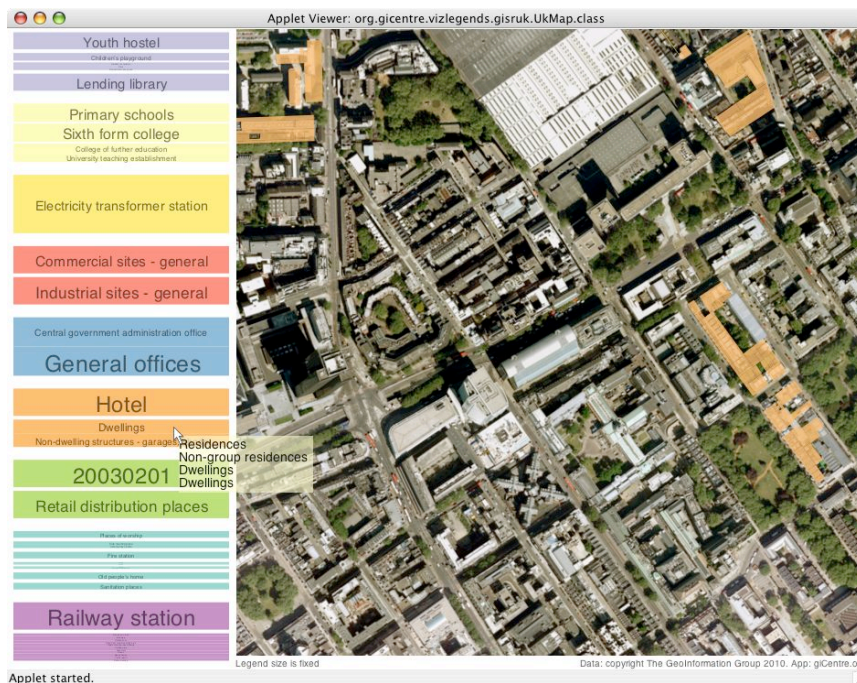 Applet Viewer: org.gicentre.vizlegends.gisruk.UkMap.class
Youth hostel
Children's playground
Lending library
Primary schools
Sixth form college
College of further education
University teaching establishment
Electricity transformer station
Commercial sites - general
Industrial sites - general
Central government administration office
General offices
Hotel
Dwellings
Non-dwelling structures - garages
Residences
Non-group residences
Dwellings
Dwellings
20030201
Retail distribution places
Places of worship
Fire station
Old people's home
Sanitation places
Railway station
Legend size is fixed
Data: copyright The GeoInformation Group 2010. App: giCentre.o
Applet started.